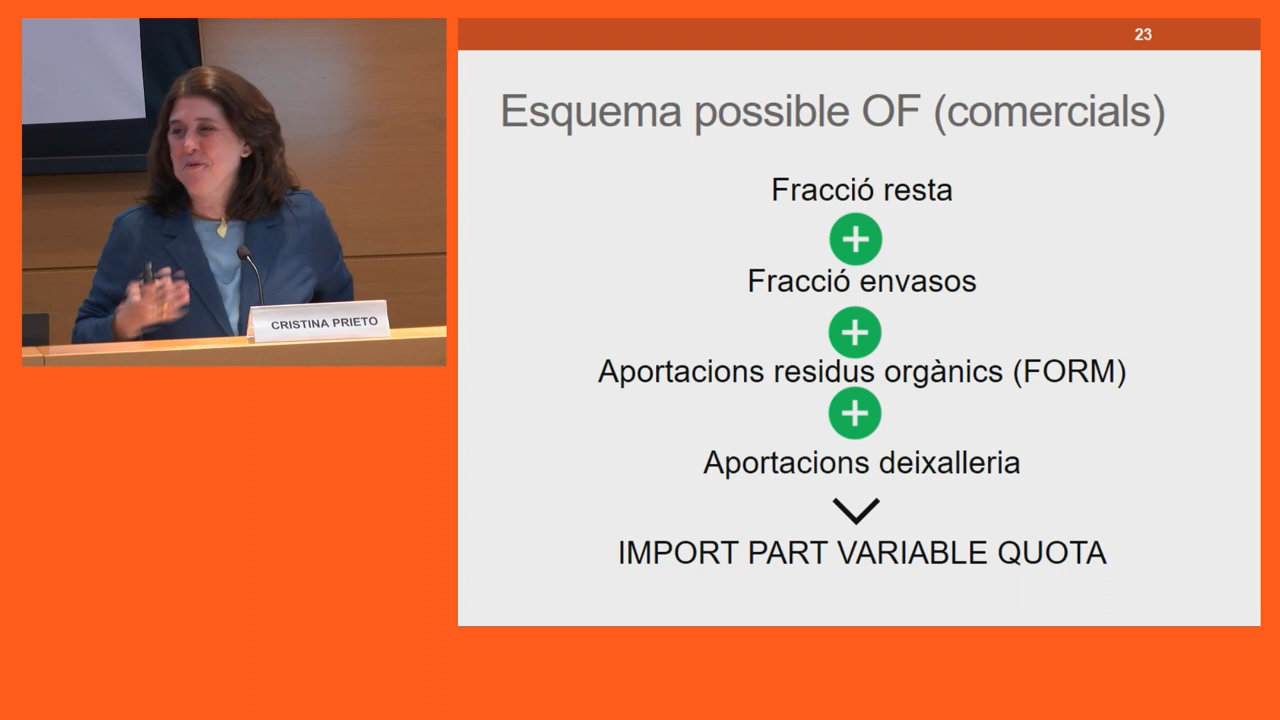 CRISTINA PRIETO
23
Esquema possible OF (comercials)
Fracció resta
Fracció envasos
Aportacions residus orgànics (FORM)
Aportacions deixalleria
IMPORT PART VARIABLE QUOTA